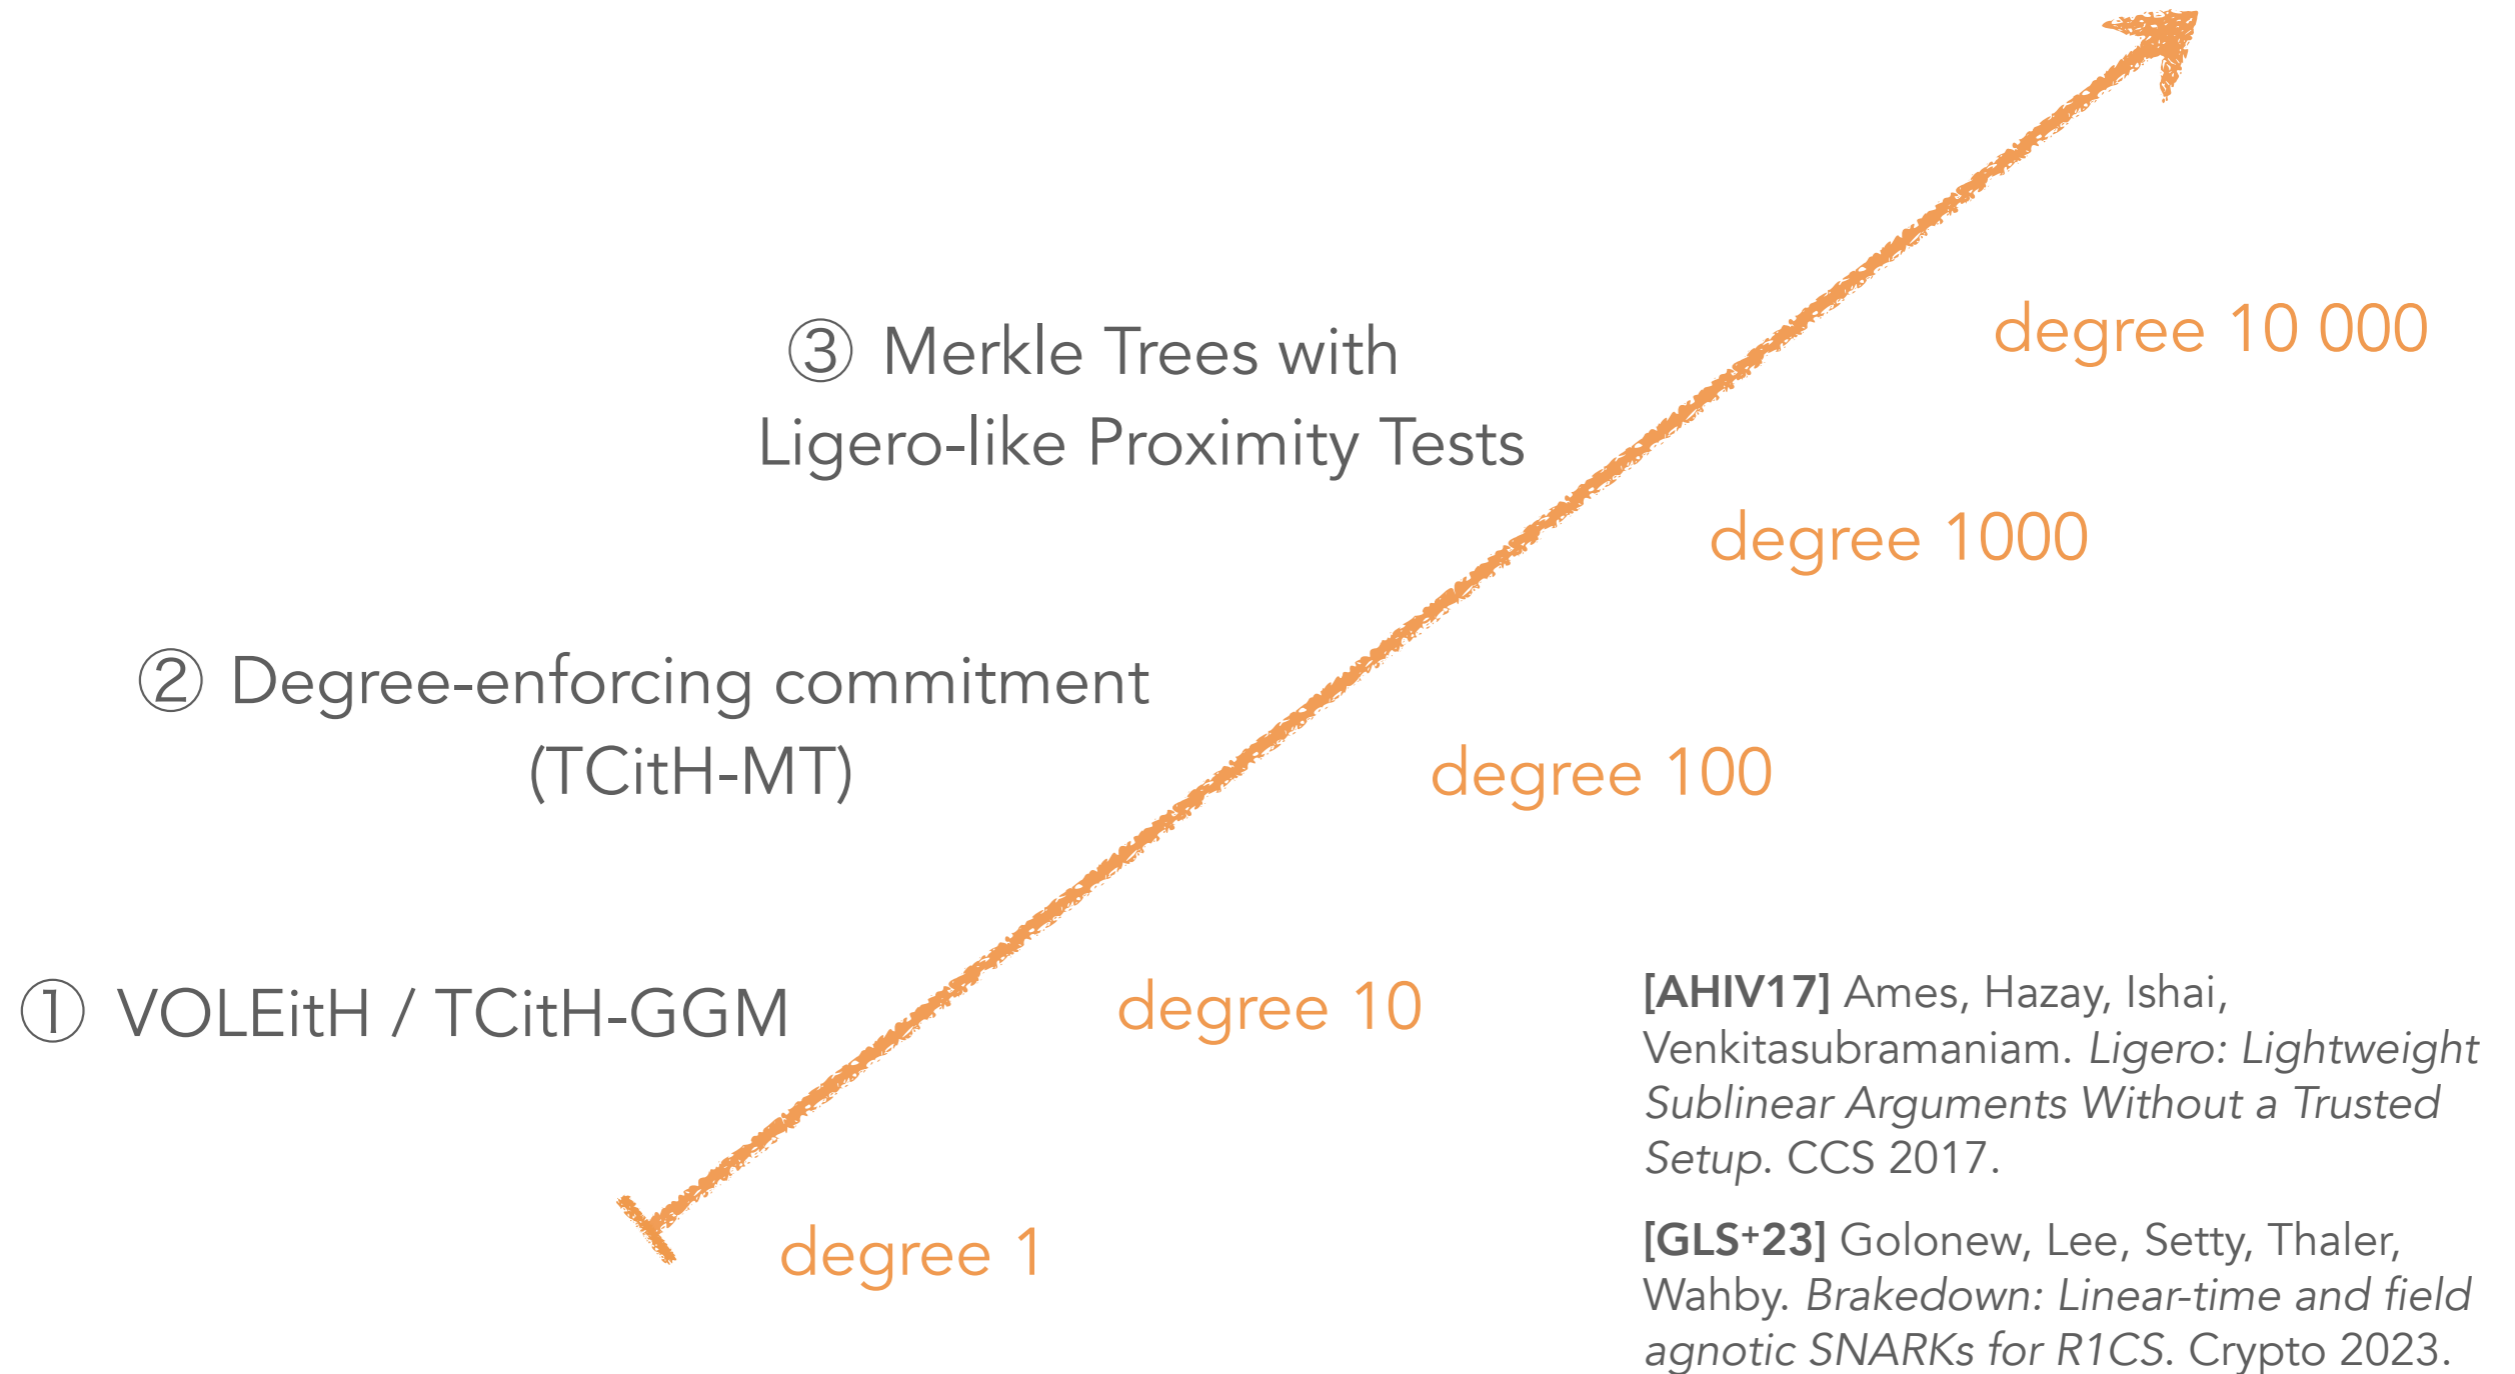 ③ Merkle Trees with
Ligero-like Proximity Tests
degree 10 000
degree 1000
② Degree-enforcing commitment
(TCitH-MT)
degree 100
① VOLEitH / TCitH-GGM
degree 10
degree 1
[AHIV17] Ames, Hazay, Ishai,
Venkitasubramaniam. Ligero: Lightweight
Sublinear Arguments Without a Trusted
Setup. CCS 2017.
[GLS⁺23] Golonew, Lee, Setty, Thaler,
Wahby. Brakedown: Linear-time and field
agnotic SNARKs for R1CS. Crypto 2023.